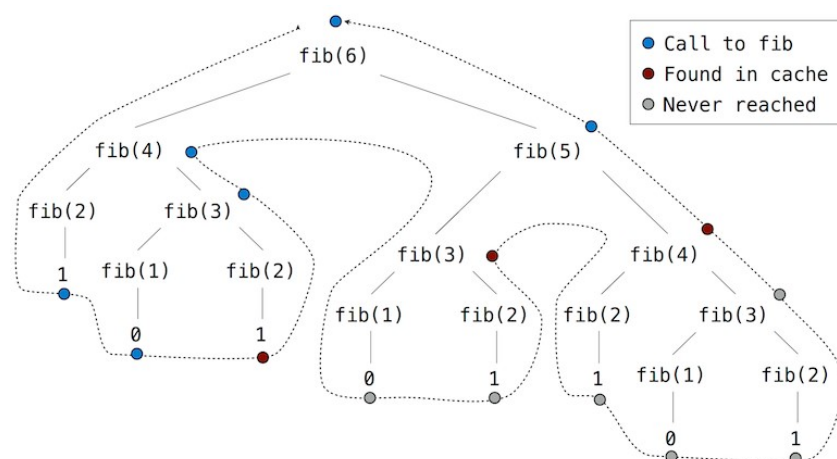 fib(6)
Call to fib
Found in cache
Never reached
fib(4)
fib(5)
fib(2)
fib(3)
fib(3)
fib(4)
1
fib(1)
fib(2)
fib(1)
fib(2)
fib(2)
fib(3)
0
1
0
1
1
fib(1)
fib(2)
0
1